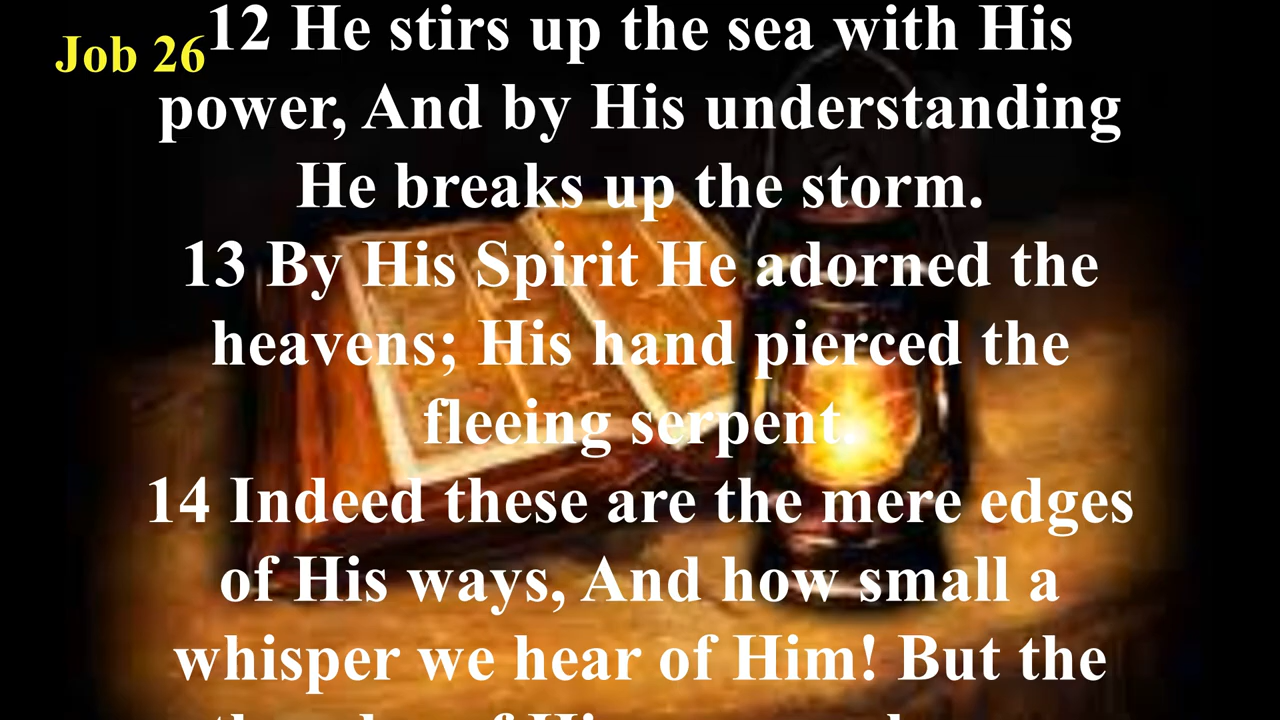 Job 26
12 He stirs up the sea with His
power, And by His understanding
He breaks up the storm.
13 By His Spirit He adorned the
heavens; His hand pierced the
fleeing serpent.
14 Indeed these are the mere edges
of His ways, And how small a
whisper we hear of Him! But the